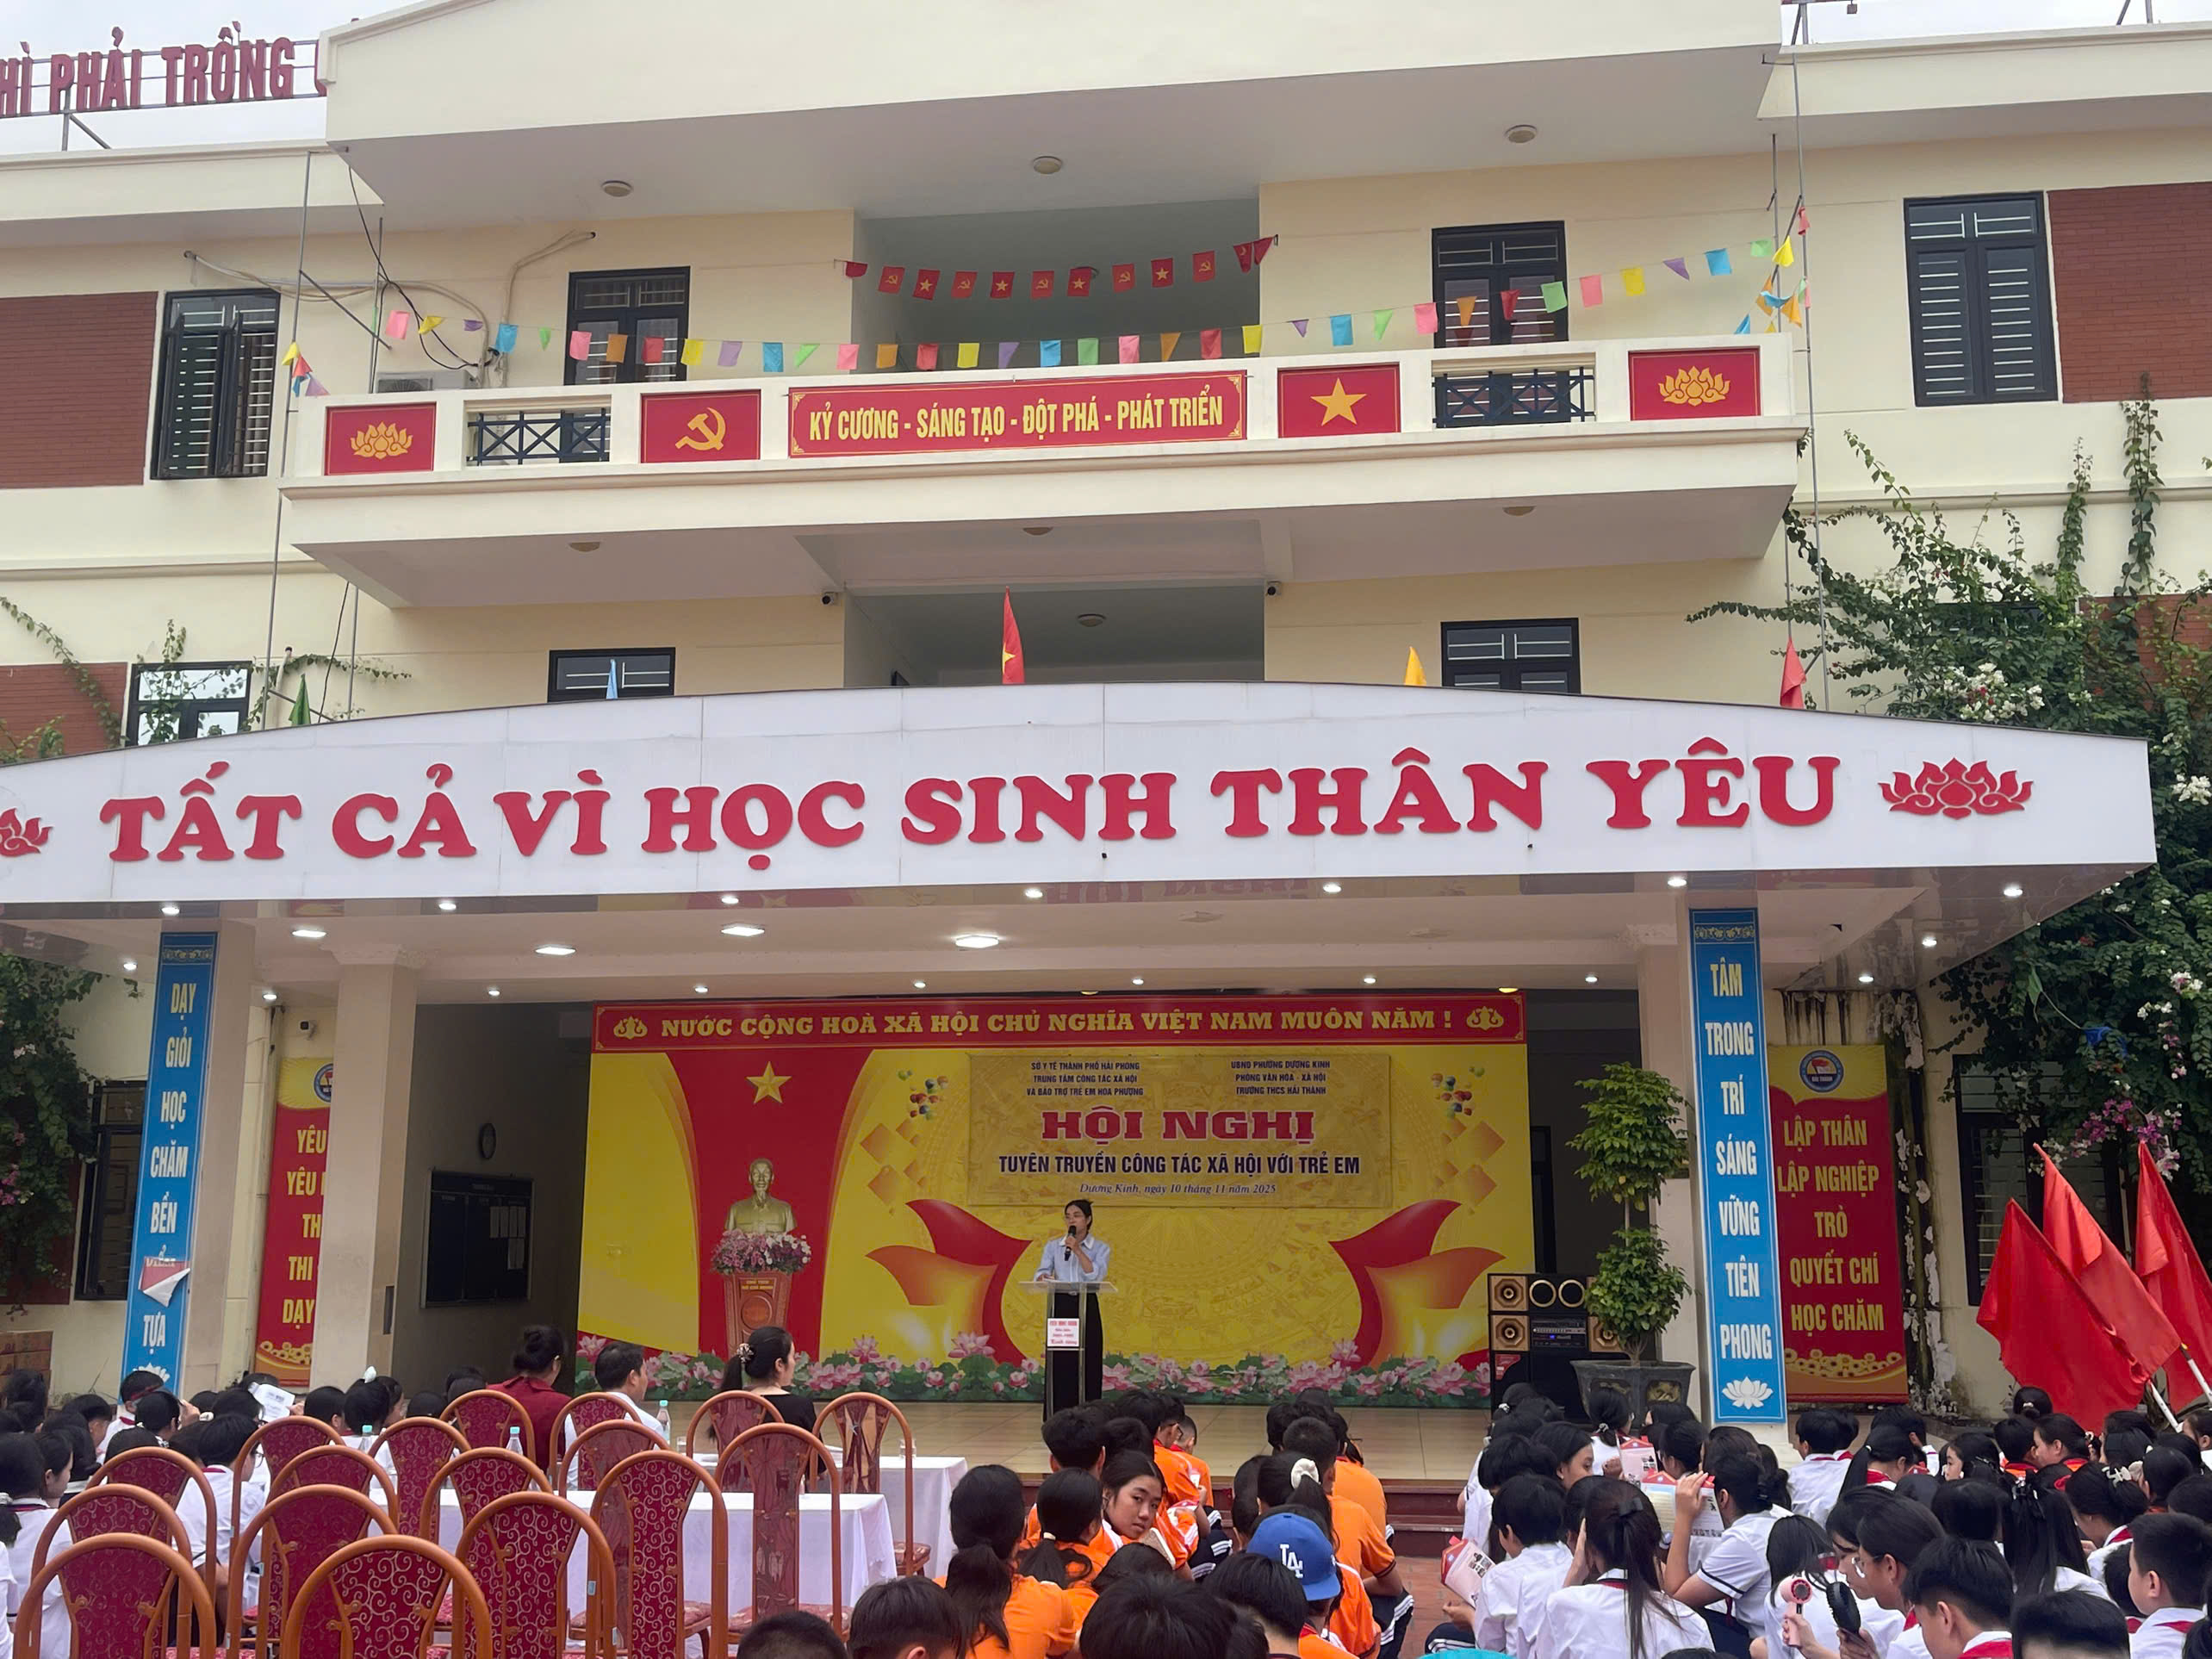 PHẢI TRỒNG
KỶ CƯƠNG - SÁNG TẠO - ĐỘT PHÁ - PHÁT TRIỂN
TẤT CẢ VÌ HỌC SINH THÂN YÊU
DẠY
GIỎI
HỌC
CHĂM
BẾN
TỰA
YÊU
YÊU
THI
DẠY
NƯỚC CỘNG HOÀ XÃ HỘI CHỦ NGHĨA VIỆT NAM MUÔN NĂM !
SỞ Y TẾ THÀNH PHỐ HẢI PHÒNG
TRUNG TÂM CÔNG TÁC XÃ HỘI
VÀ BẢO TRỢ TRẺ EM HOA PHƯỢNG
UBND PHƯỜNG DƯƠNG KINH
PHÒNG VĂN HOÁ - XÃ HỘI
TRƯỜNG THCS HẢI THÀNH
HỘI NGHỊ
TUYÊN TRUYỀN CÔNG TÁC XÃ HỘI VỚI TRẺ EM
Dương Kinh, ngày 10 tháng 11 năm 2025
TÂM
TRONG
TRÍ
SÁNG
VỮNG
TIÊN
PHONG
LẬP THÂN
LẬP NGHIỆP
TRÒ
QUYẾT CHÍ
HỌC CHĂM
LA